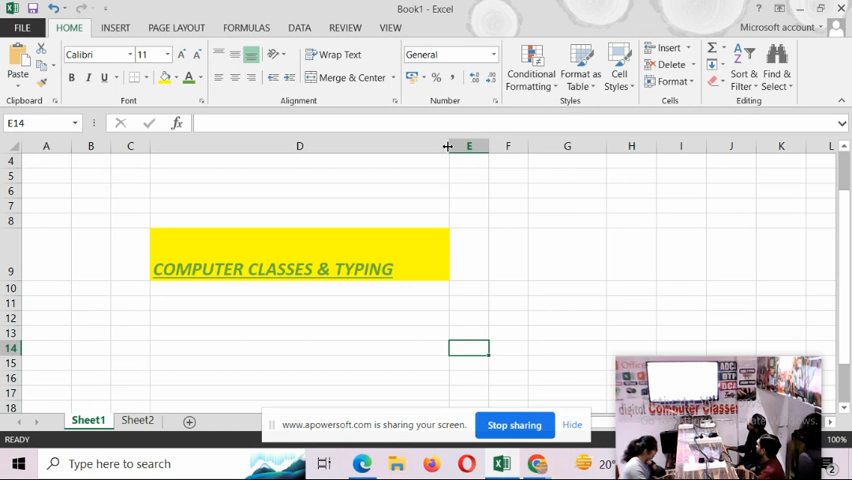 Book1 - Excel
FILE HOME INSERT PAGE LAYOUT FORMULAS DATA REVIEW VIEW Microsoft account
Calibri 11 Wrap Text General Conditional Formatting Format as Table Cell Styles Insert Sort & Filter Find & Select
Paste B I U Merge & Center % Delete
Format
Clipboard Font Alignment Number Styles Cells Editing
E14 fx
A B C D E F G H I J K L
4
5
6
7
8
COMPUTER CLASSES & TYPING
9
10
11
12
13
14
15
16
17
18
Sheet1 Sheet2
www.apowersoft.com is sharing your screen. Stop sharing Hide
READY 100%
Type here to search 20°
digital Computer Classes